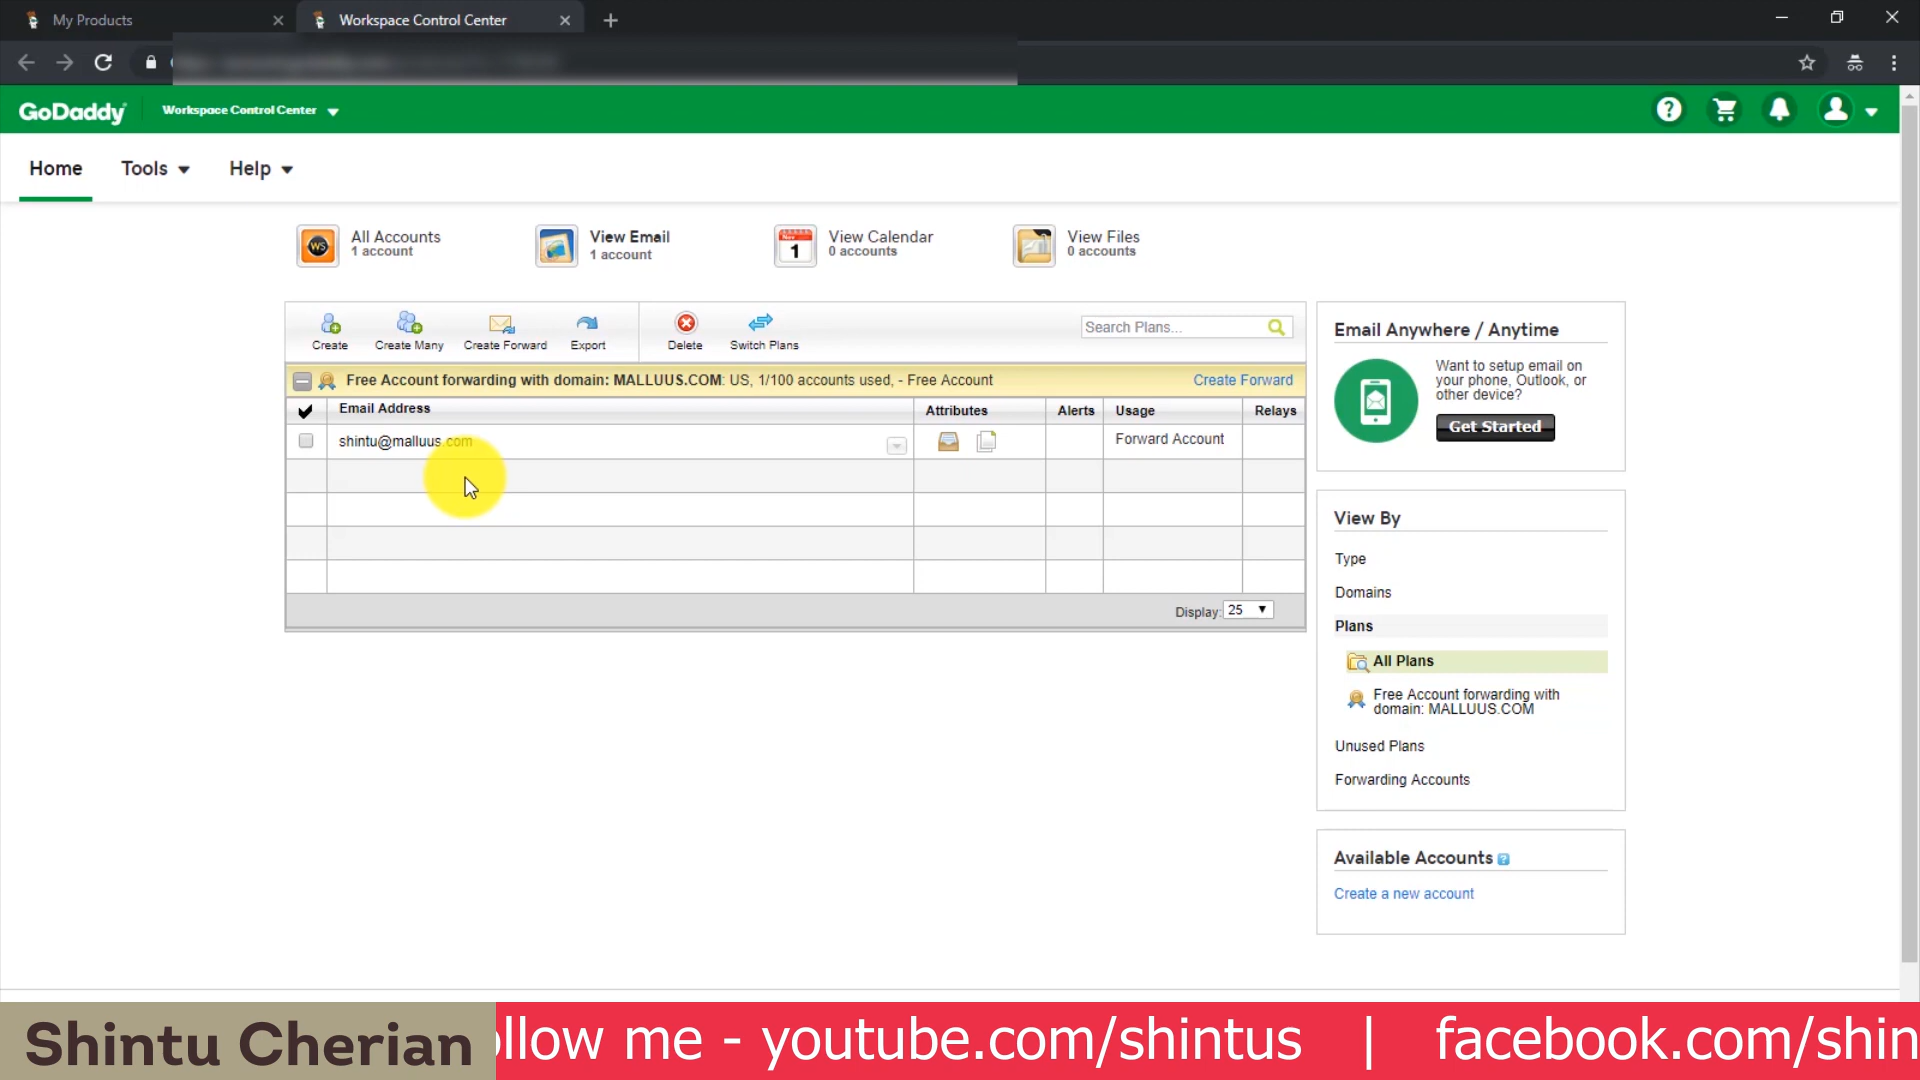 My Products
Workspace Control Center
GoDaddy
Workspace Control Center
Home
Tools
Help
WS
All Accounts
1 account
View Email
1 account
Nov
1
View Calendar
0 accounts
View Files
0 accounts
Create
Create Many
Create Forward
Export
Delete
Switch Plans
Search Plans...
Free Account forwarding with domain: MALLUUS.COM: US, 1/100 accounts used, - Free Account
Create Forward
Email Address
Attributes
Alerts
Usage
Relays
shintu@malluus.com
Forward Account
Display: 25
Email Anywhere / Anytime
Want to setup email on
your phone, Outlook, or
other device?
Get Started
View By
Type
Domains
Plans
All Plans
Free Account forwarding with
domain: MALLUUS.COM
Unused Plans
Forwarding Accounts
Available Accounts ?
Create a new account
Shintu Cherian
ollow me - youtube.com/shintus | facebook.com/shin